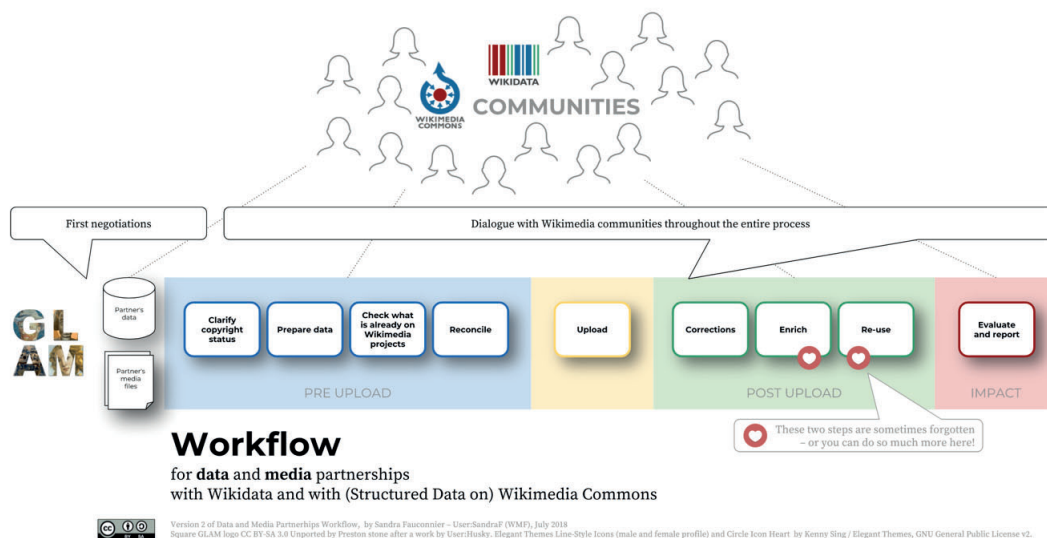 WIKIDATA
WIKIMEDIA
COMMONS
COMMUNITIES
First negotiations
Dialogue with Wikimedia communities throughout the entire process
GL
AM
Partner's
data
Partner's
media
files
Clarify
copyright
status
Prepare data
Check what
is already on
Wikimedia
projects
Reconcile
PRE UPLOAD
Upload
Corrections
Enrich
Re-use
POST UPLOAD
Evaluate
and report
IMPACT
These two steps are sometimes forgotten
– or you can do so much more here!
Workflow
for data and media partnerships
with Wikidata and with (Structured Data on) Wikimedia Commons
cc
BY SA
Version 2 of Data and Media Partnerhips Workflow, by Sandra Fauconnier – User:SandraF (WMF), July 2018
Square GLAM logo CC BY-SA 3.0 Unported by Preston stone after a work by User:Husky. Elegant Themes Line-Style Icons (male and female profile) and Circle Icon Heart by Kenny Sing / Elegant Themes, GNU General Public License v2.